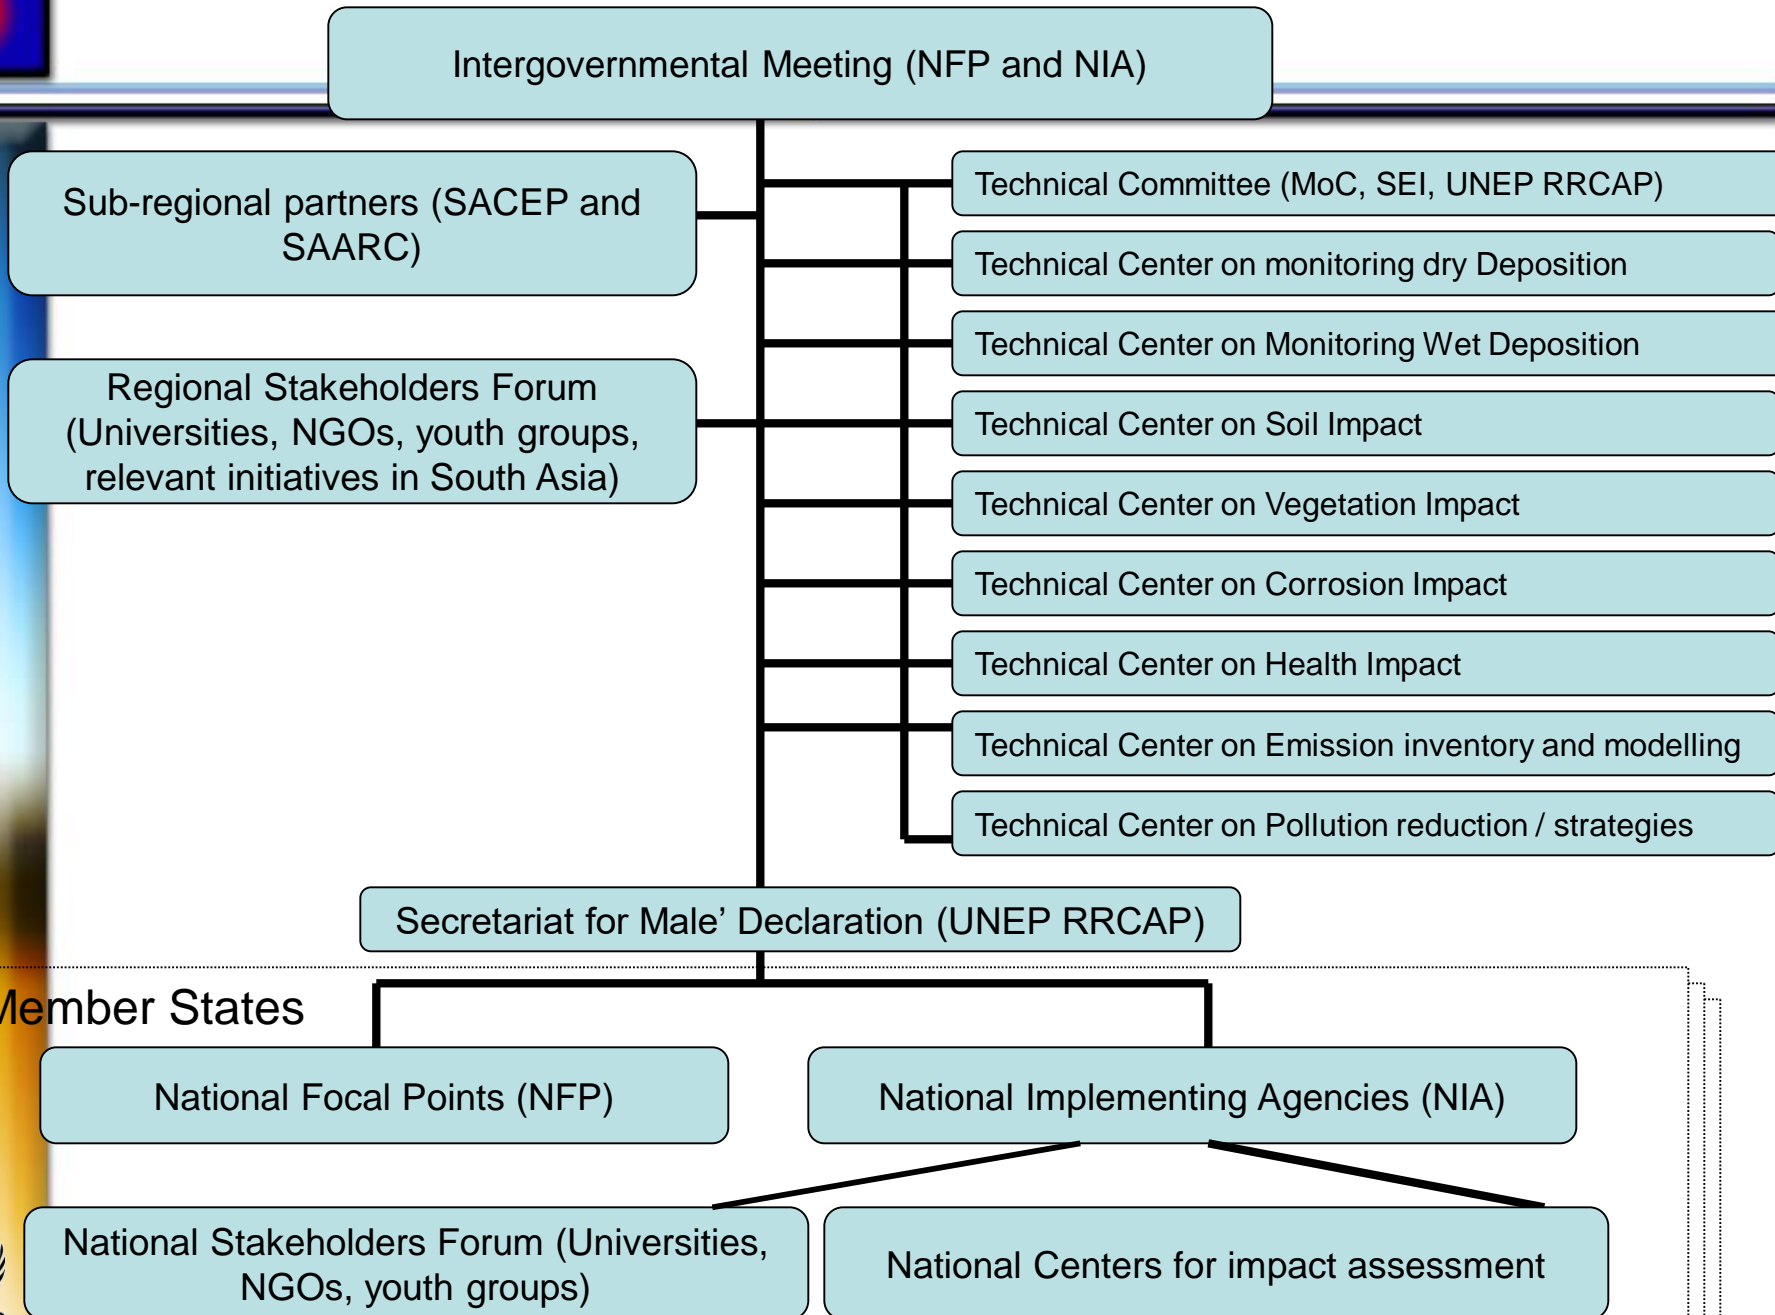 Intergovernmental Meeting (NFP and NIA)
Sub-regional partners (SACEP and
SAARC)
Regional Stakeholders Forum
(Universities, NGOs, youth groups,
relevant initiatives in South Asia)
Technical Committee (MoC, SEI, UNEP RRCAP)
Technical Center on monitoring dry Deposition
Technical Center on Monitoring Wet Deposition
Technical Center on Soil Impact
Technical Center on Vegetation Impact
Technical Center on Corrosion Impact
Technical Center on Health Impact
Technical Center on Emission inventory and modelling
Technical Center on Pollution reduction / strategies
Secretariat for Male’ Declaration (UNEP RRCAP)
Member States
National Focal Points (NFP)
National Implementing Agencies (NIA)
National Stakeholders Forum (Universities,
NGOs, youth groups)
National Centers for impact assessment